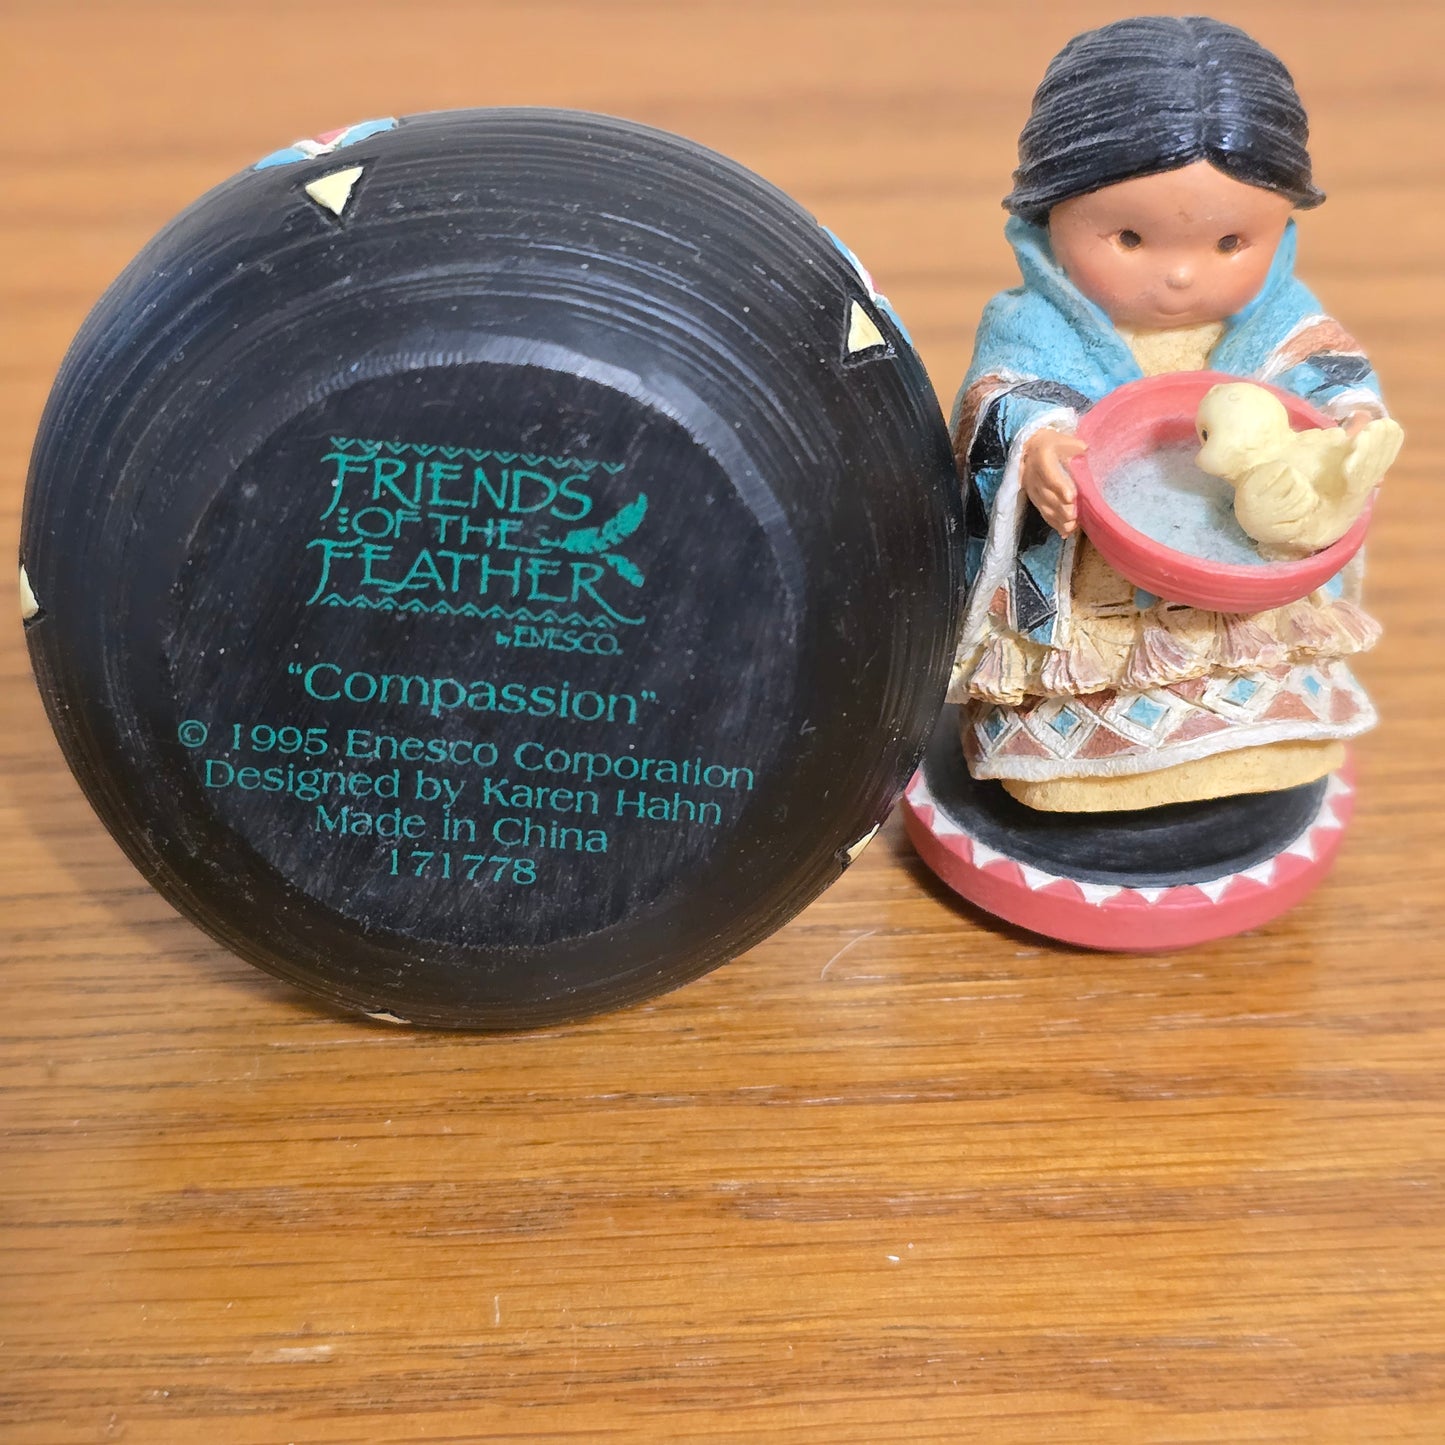 FRIENDS
OF THE
FEATHER
by ENESCO.
"Compassion"
© 1995 Enesco Corporation
Designed by Karen Hahn
Made in China
171778